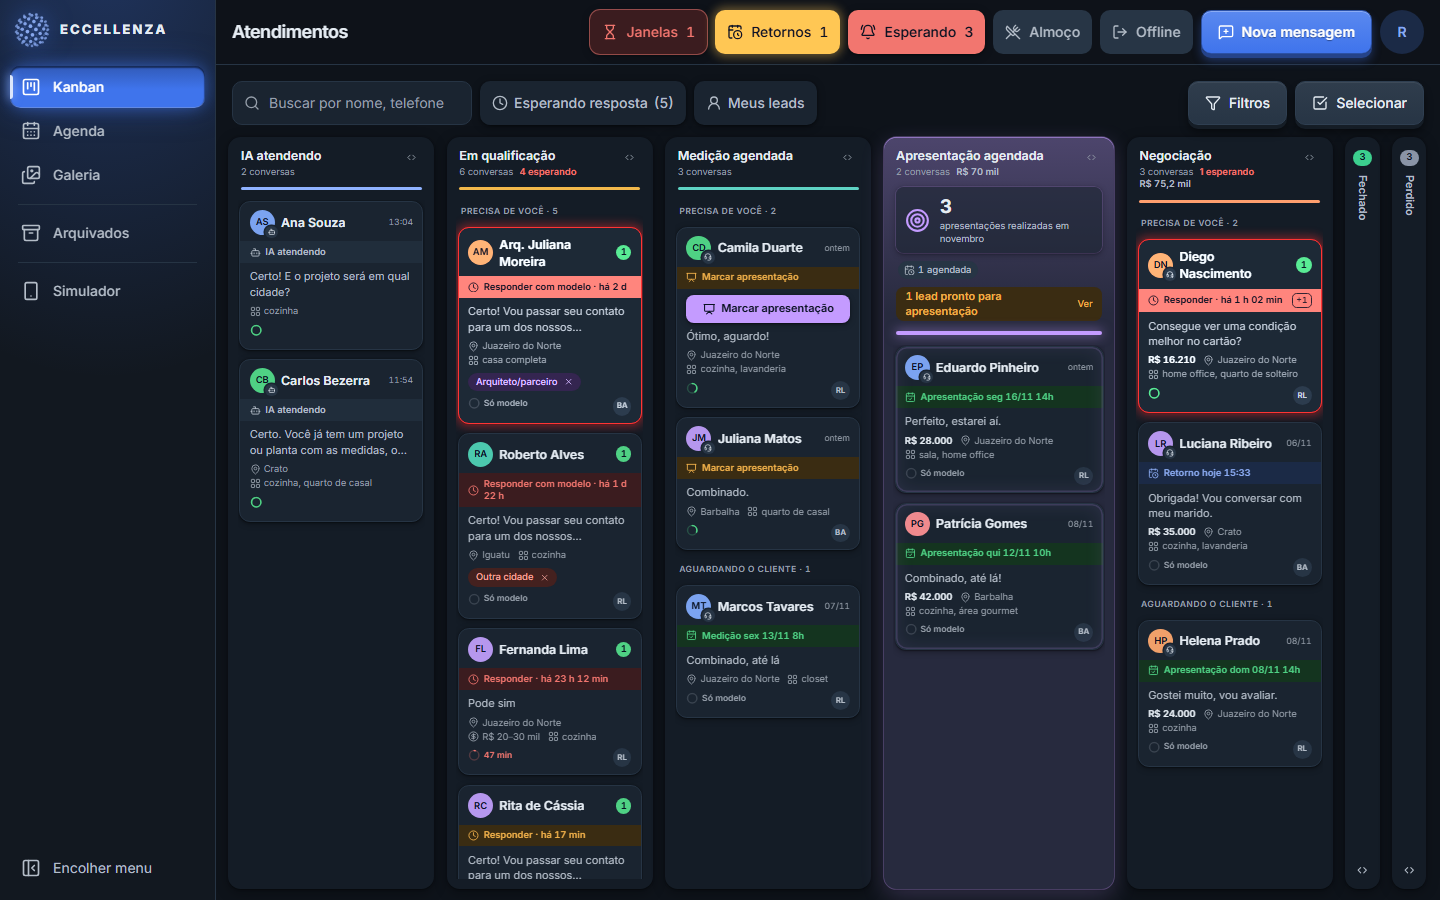 ECCELLENZA
Kanban
Agenda
Galeria
Arquivados
Simulador
Encolher menu
Atendimentos
Janelas 1
Retornos 1
Esperando 3
Almoço
Offline
Nova mensagem
R
Buscar por nome, telefone
Esperando resposta (5)
Meus leads
Filtros
Selecionar
IA atendendo
2 conversas
AS
Ana Souza
13:04
IA atendendo
Certo! E o projeto será em qual
cidade?
cozinha
CB
Carlos Bezerra
11:54
IA atendendo
Certo. Você já tem um projeto
ou planta com as medidas, o...
Crato
cozinha, quarto de casal
Em qualificação
6 conversas 4 esperando
PRECISA DE VOCÊ · 5
AM
Arq. Juliana
Moreira
1
Responder com modelo · há 2 d
Certo! Vou passar seu contato
para um dos nossos...
Juazeiro do Norte
casa completa
Arquiteto/parceiro
Só modelo
BA
RA
Roberto Alves
1
Responder com modelo · há 1 d
22 h
Certo! Vou passar seu contato
para um dos nossos...
Iguatu cozinha
Outra cidade
Só modelo
RL
FL
Fernanda Lima
1
Responder · há 23 h 12 min
Pode sim
Juazeiro do Norte
R$ 20–30 mil cozinha
47 min
RL
RC
Rita de Cássia
1
Responder · há 17 min
Certo! Vou passar seu contato
para um dos nossos...
Medição agendada
3 conversas
PRECISA DE VOCÊ · 2
CD
Camila Duarte
ontem
Marcar apresentação
Marcar apresentação
Ótimo, aguardo!
Juazeiro do Norte
cozinha, lavanderia
RL
JM
Juliana Matos
ontem
Marcar apresentação
Combinado.
Barbalha quarto de casal
BA
AGUARDANDO O CLIENTE · 1
MT
Marcos Tavares
07/11
Medição sex 13/11 8h
Combinado, até lá
Juazeiro do Norte closet
Só modelo
RL
Apresentação agendada
2 conversas R$ 70 mil
3
apresentações realizadas em
novembro
1 agendada
1 lead pronto para
apresentação
Ver
EP
Eduardo Pinheiro
ontem
Apresentação seg 16/11 14h
Perfeito, estarei aí.
R$ 28.000 Juazeiro do Norte
sala, home office
Só modelo
RL
PG
Patrícia Gomes
08/11
Apresentação qui 12/11 10h
Combinado, até lá!
R$ 42.000 Barbalha
cozinha, área gourmet
Só modelo
BA
Negociação
3 conversas 1 esperando
R$ 75,2 mil
PRECISA DE VOCÊ · 2
DN
Diego
Nascimento
1
Responder · há 1 h 02 min
+1
Consegue ver uma condição
melhor no cartão?
R$ 16.210 Juazeiro do Norte
home office, quarto de solteiro
RL
LR
Luciana Ribeiro
06/11
Retorno hoje 15:33
Obrigada! Vou conversar com
meu marido.
R$ 35.000 Crato
cozinha, lavanderia
Só modelo
BA
AGUARDANDO O CLIENTE · 1
HP
Helena Prado
08/11
Apresentação dom 08/11 14h
Gostei muito, vou avaliar.
R$ 24.000 Juazeiro do Norte
cozinha
Só modelo
RL
3
Fechado
3
Perdido